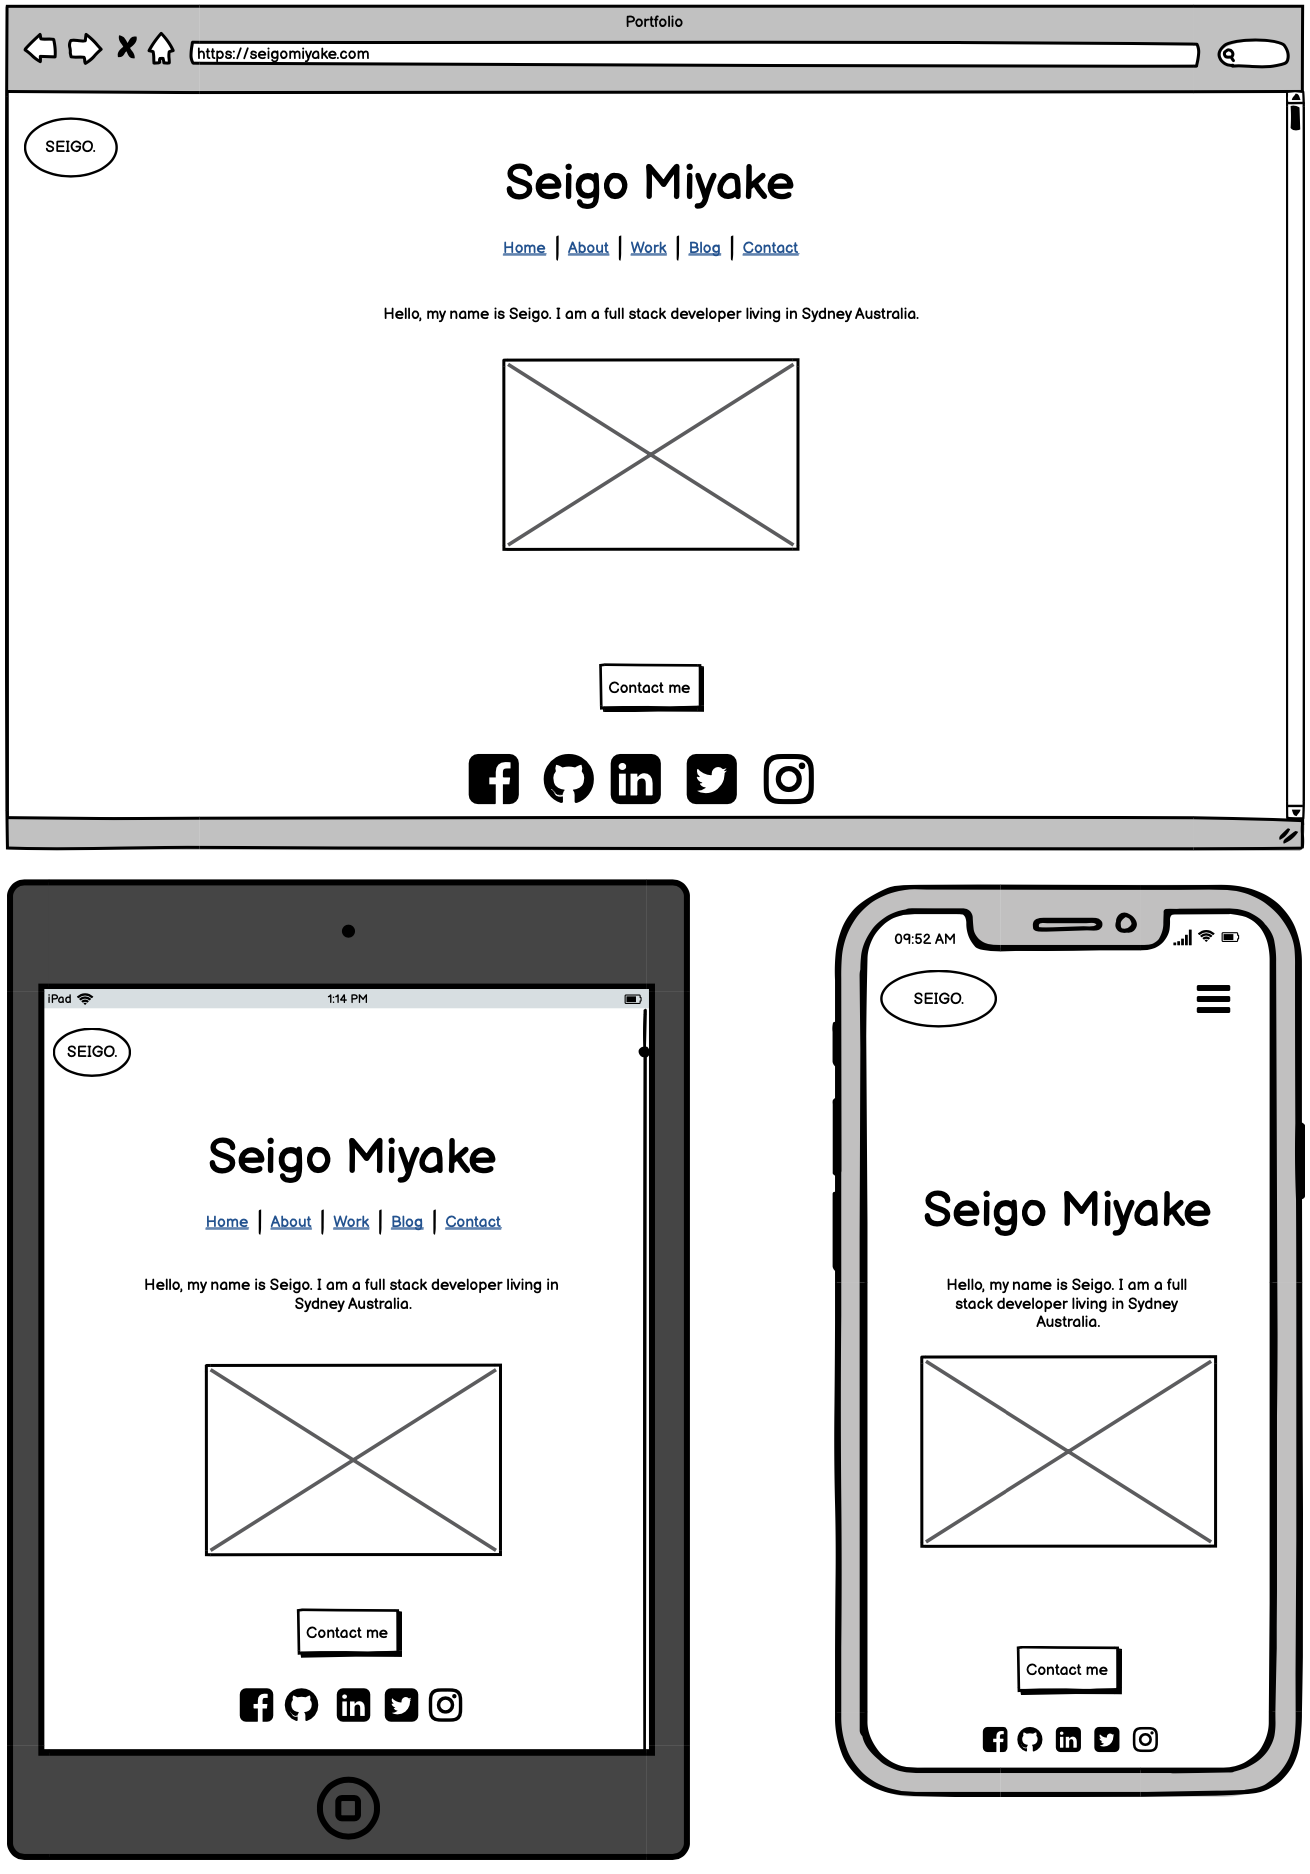 Portfolio
https://seigomiyake.com
SEIGO.
Seigo Miyake
Home | About | Work | Blog | Contact
Hello, my name is Seigo. I am a full stack developer living in Sydney Australia.
Contact me
iPad 1:14 PM
SEIGO.
Seigo Miyake
Home | About | Work | Blog | Contact
Hello, my name is Seigo. I am a full stack developer living in
Sydney Australia.
Contact me
09:52 AM
SEIGO.
Seigo Miyake
Hello, my name is Seigo. I am a full
stack developer living in Sydney
Australia.
Contact me